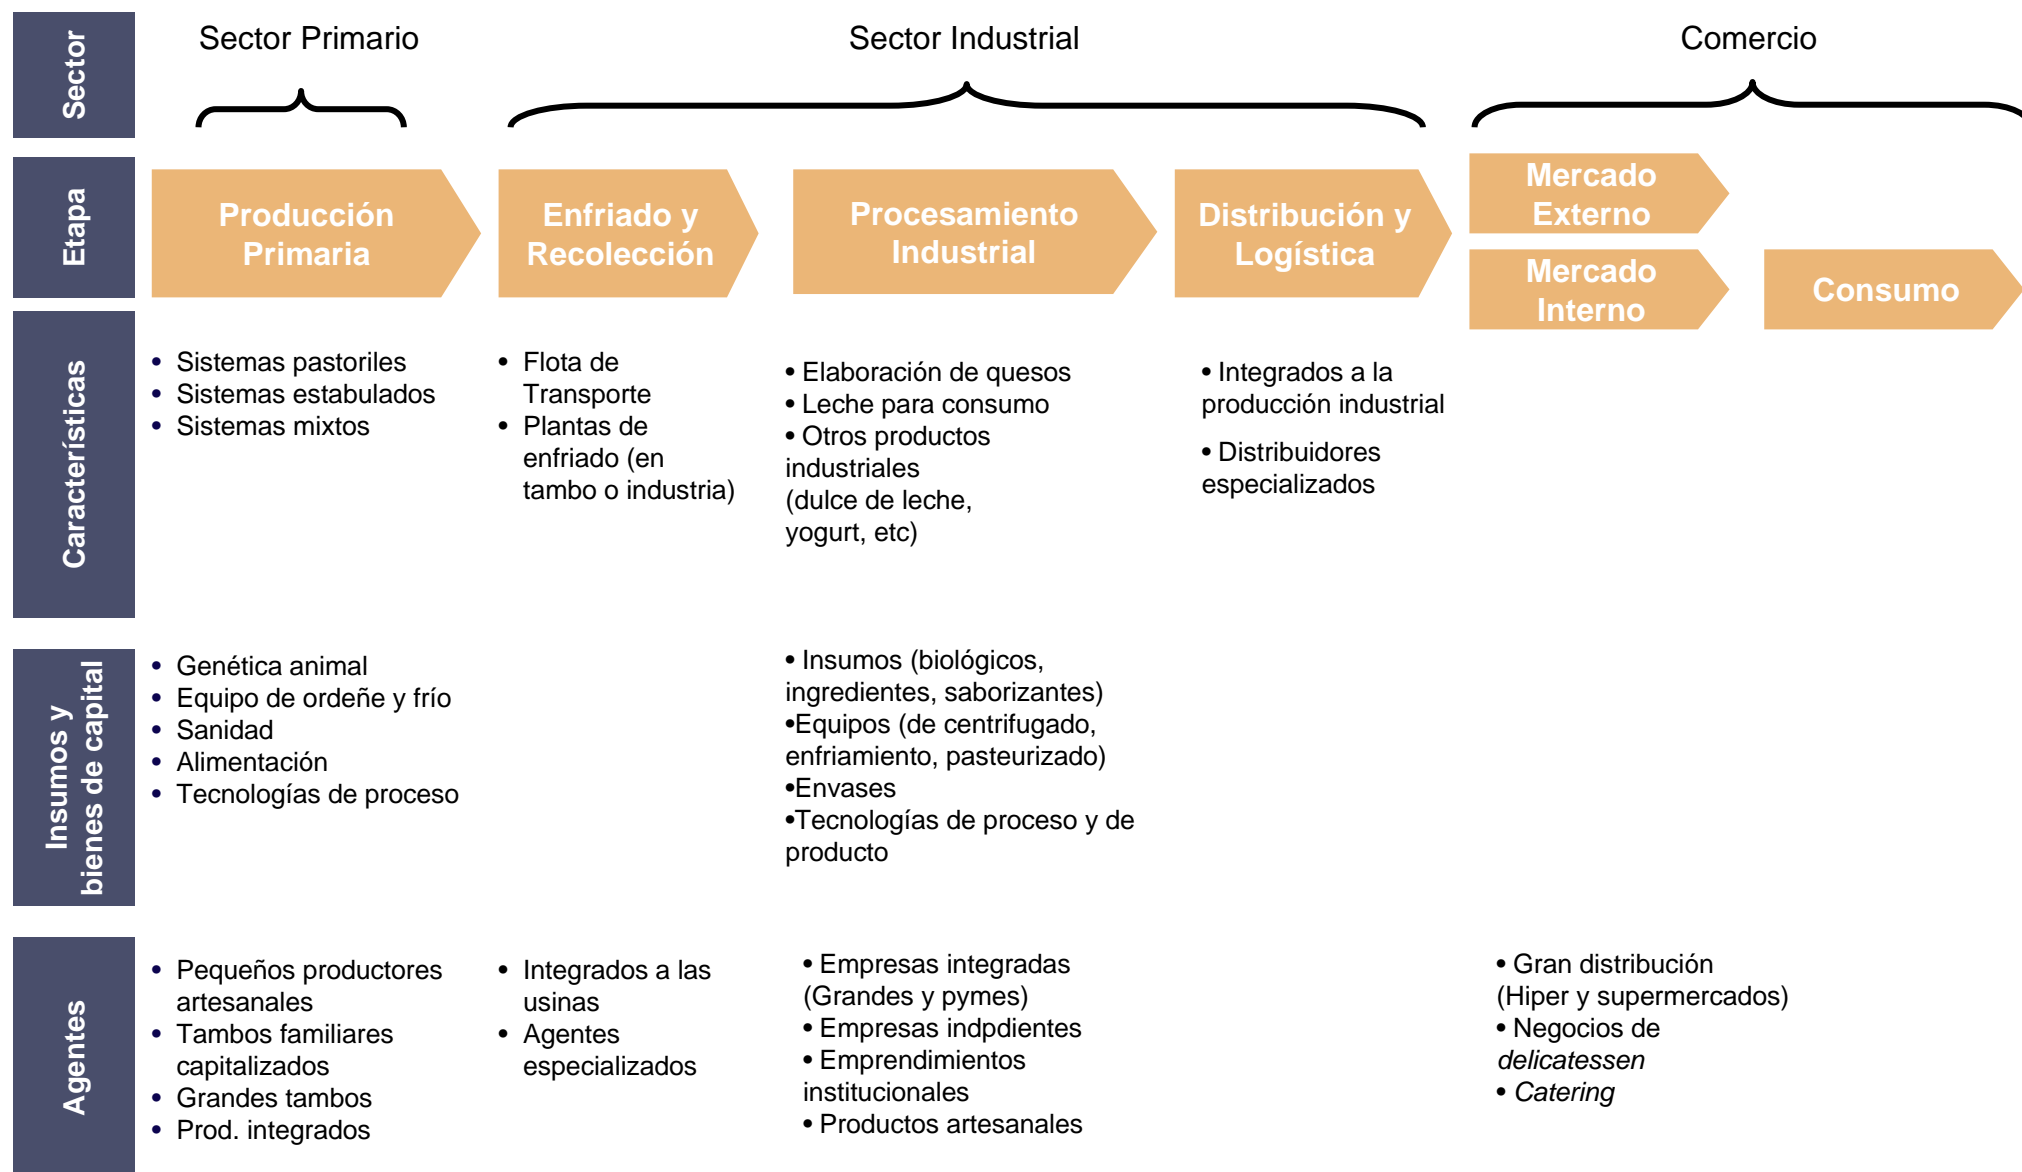 Sector
Sector Primario
Sector Industrial
Comercio
Etapa
Producción
Primaria
Enfriado y
Recolección
Procesamiento
Industrial
Distribución y
Logística
Mercado
Externo
Mercado
Interno
Consumo
Características
• Sistemas pastoriles
• Sistemas estabulados
• Sistemas mixtos
• Flota de
Transporte
• Plantas de
enfriado (en
tambo o industria)
• Elaboración de quesos
• Leche para consumo
• Otros productos
industriales
(dulce de leche,
yogurt, etc)
• Integrados a la
producción industrial
• Distribuidores
especializados
Insumos y
bienes de capital
• Genética animal
• Equipo de ordeñe y frío
• Sanidad
• Alimentación
• Tecnologías de proceso
• Insumos (biológicos,
ingredientes, saborizantes)
•Equipos (de centrifugado,
enfriamiento, pasteurizado)
•Envases
•Tecnologías de proceso y de
producto
Agentes
• Pequeños productores
artesanales
• Tambos familiares
capitalizados
• Grandes tambos
• Prod. integrados
• Integrados a las
usinas
• Agentes
especializados
• Empresas integradas
(Grandes y pymes)
• Empresas indpdientes
• Emprendimientos
institucionales
• Productos artesanales
• Gran distribución
(Hiper y supermercados)
• Negocios de
delicatessen
• Catering